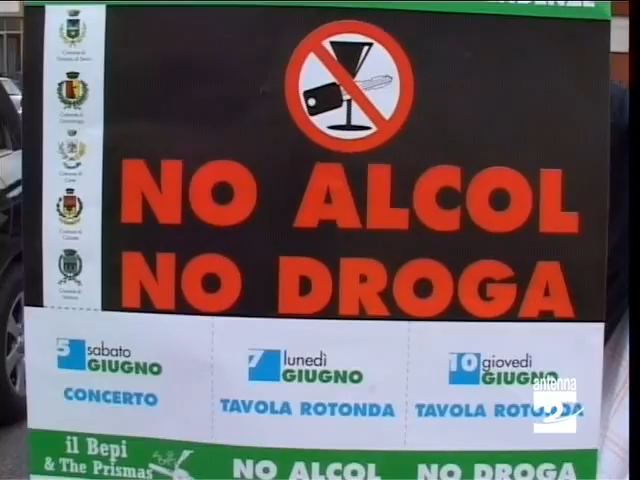 NO ALCOL
NO DROGA
5 sabato
GIUGNO
CONCERTO
7 lunedì
GIUGNO
TAVOLA ROTONDA
10 giovedì
GIUGNO
TAVOLA ROTONDA
antenna
2
il Bepi
& The Prismas
NO ALCOL
NO DROGA